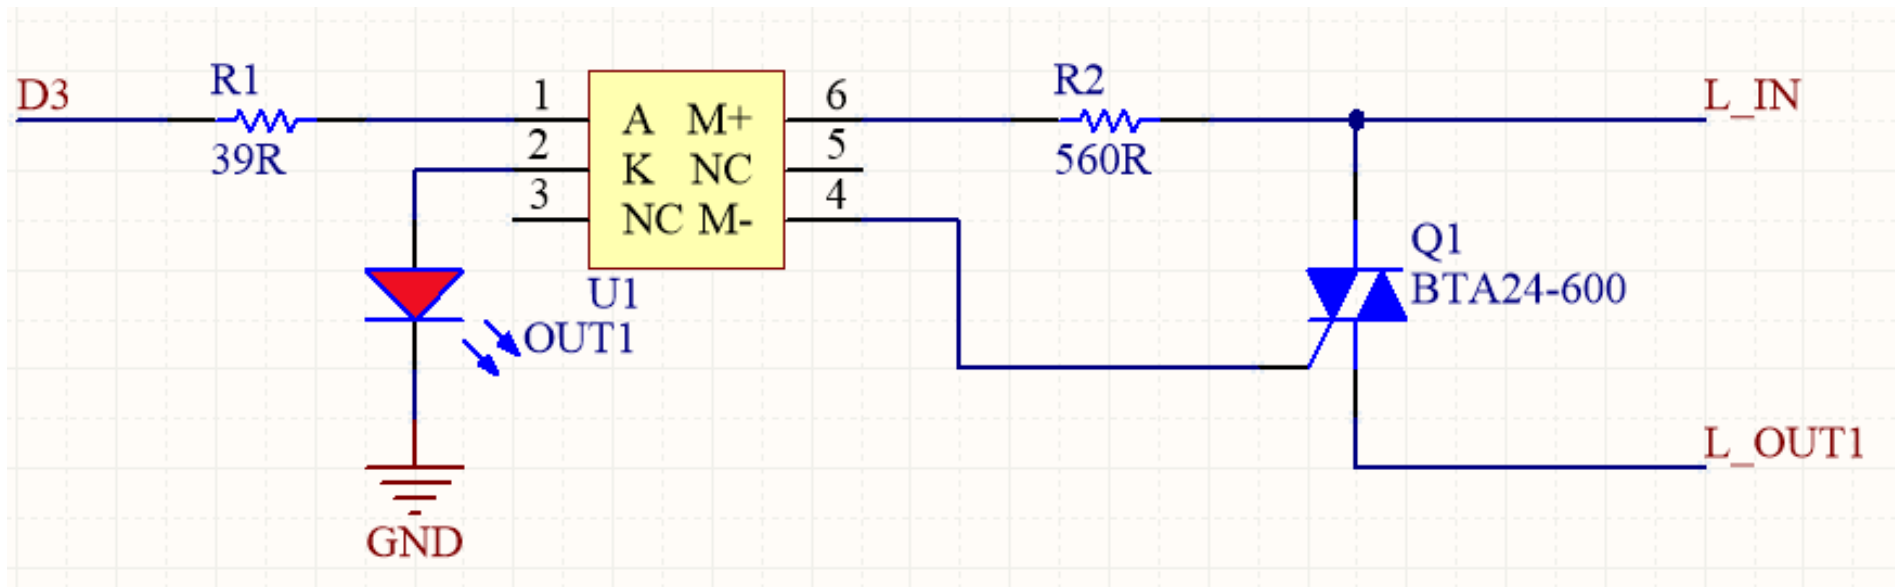 D3
R1
39R
1
2
3
A M+
K NC
NC M-
6
5
4
U1
OUT1
GND
R2
560R
L_IN
Q1
BTA24-600
L_OUT1